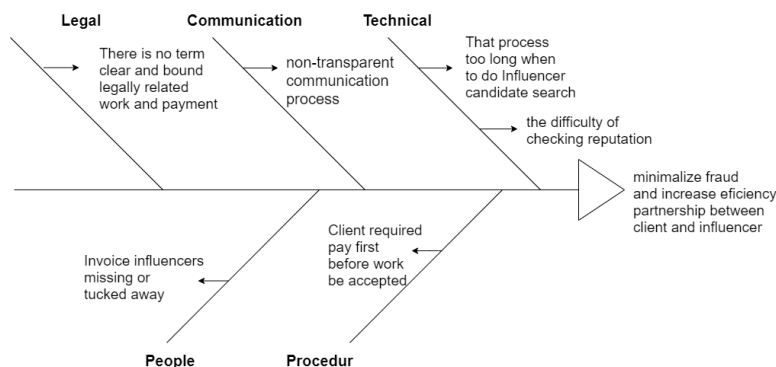 Legal
Communication
Technical
There is no term
clear and bound
legally related
work and payment
non-transparent
communication
process
That process
too long when
to do Influencer
candidate search
the difficulty of
checking reputation
minimalize fraud
and increase eficiency
partnership between
client and influencer
Invoice influencers
missing or
tucked away
Client required
pay first
before work
be accepted
People
Procedur